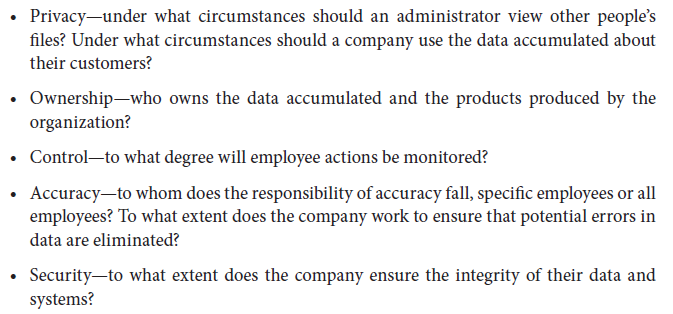 • Privacy—under what circumstances should an administrator view other people’s
files? Under what circumstances should a company use the data accumulated about
their customers?
• Ownership—who owns the data accumulated and the products produced by the
organization?
• Control—to what degree will employee actions be monitored?
• Accuracy—to whom does the responsibility of accuracy fall, specific employees or all
employees? To what extent does the company work to ensure that potential errors in
data are eliminated?
• Security—to what extent does the company ensure the integrity of their data and
systems?